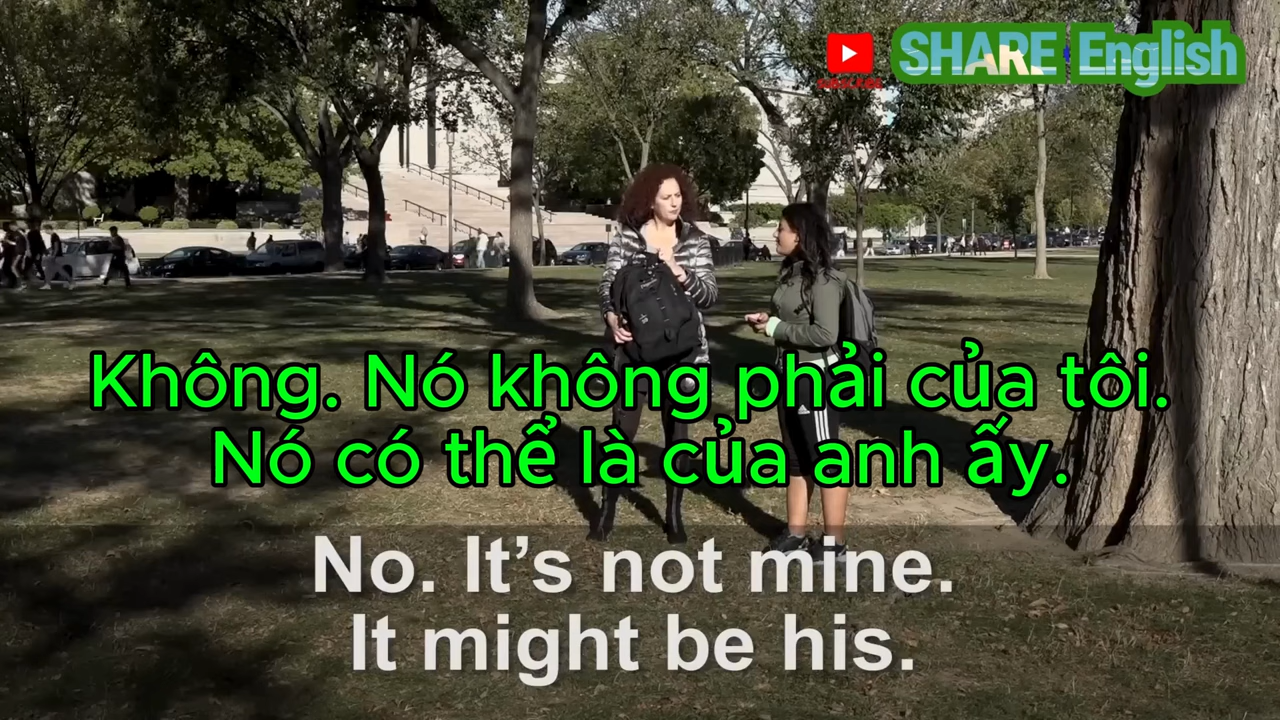 SHARE English
Không. Nó không phải của tôi.
Nó có thể là của anh ấy.
No. It's not mine.
It might be his.